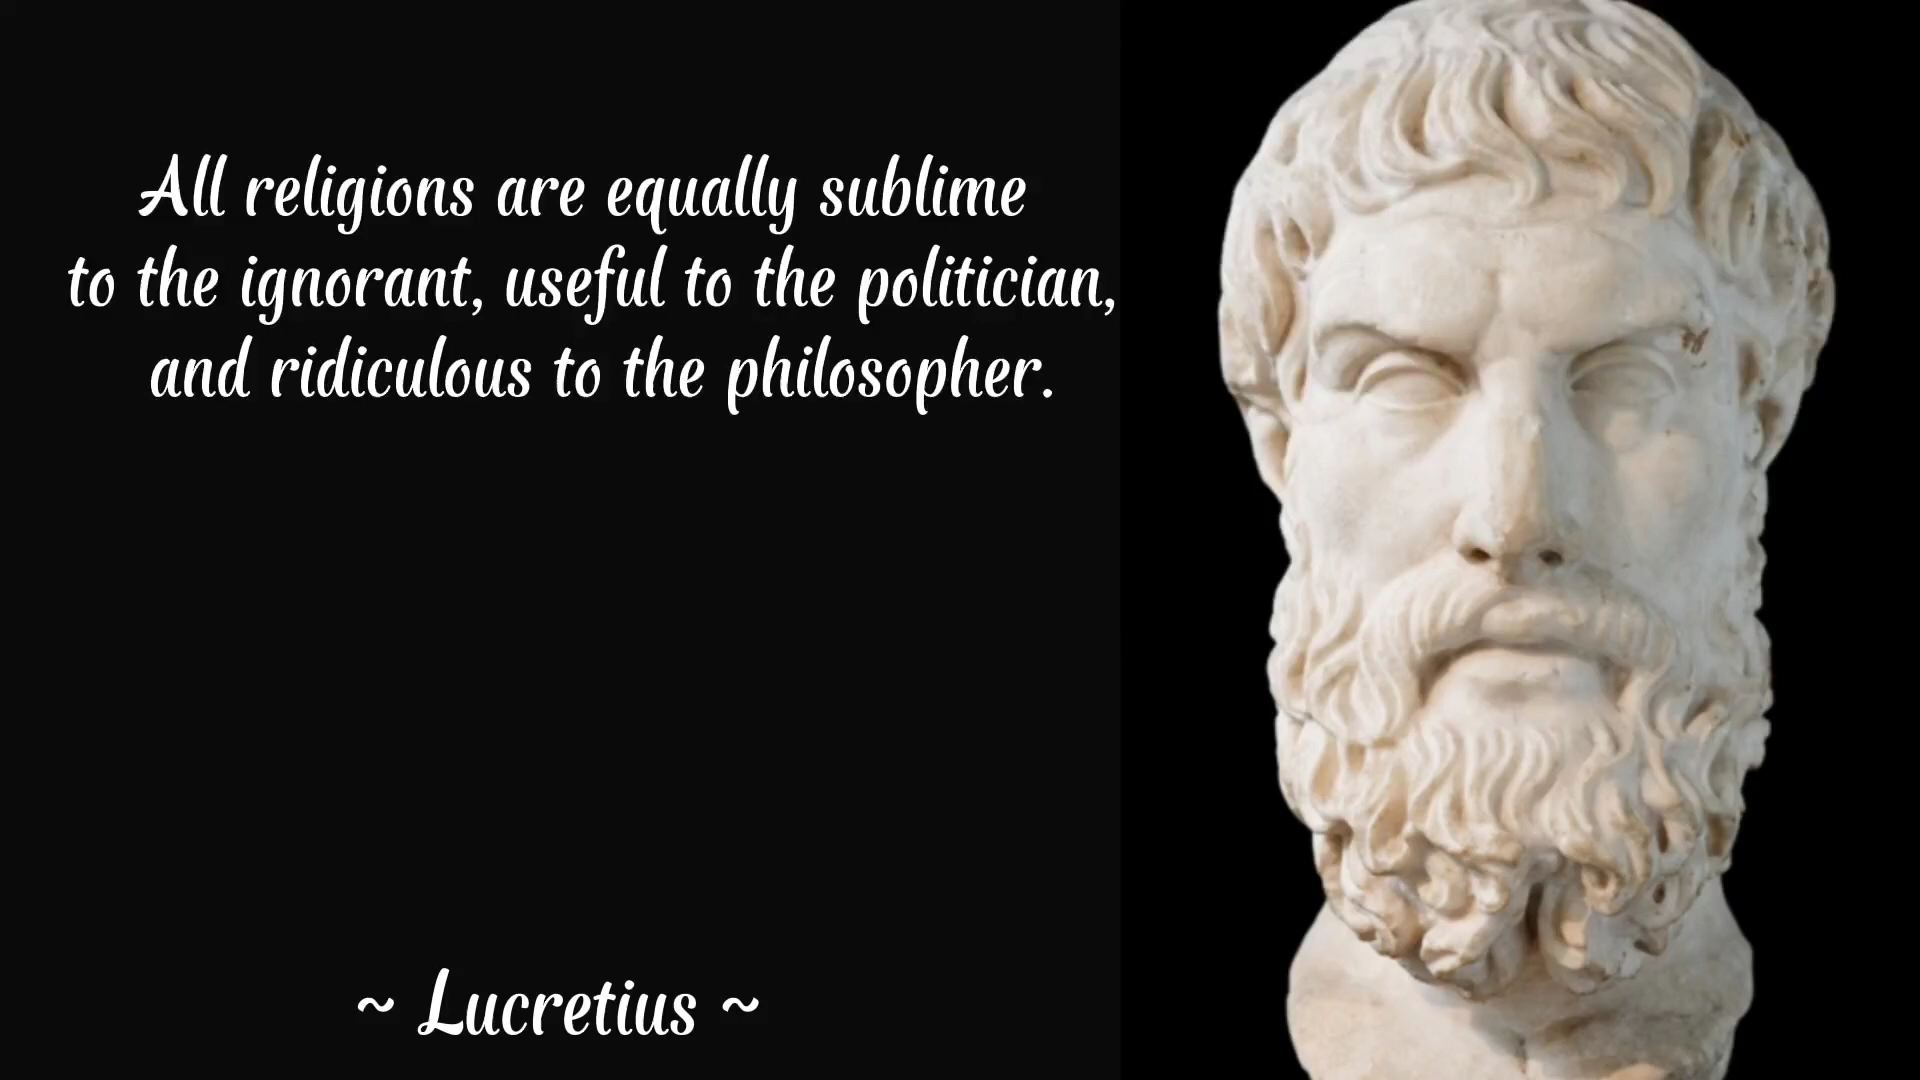 All religions are equally sublime
to the ignorant, useful to the politician,
and ridiculous to the philosopher.
~ Lucretius ~